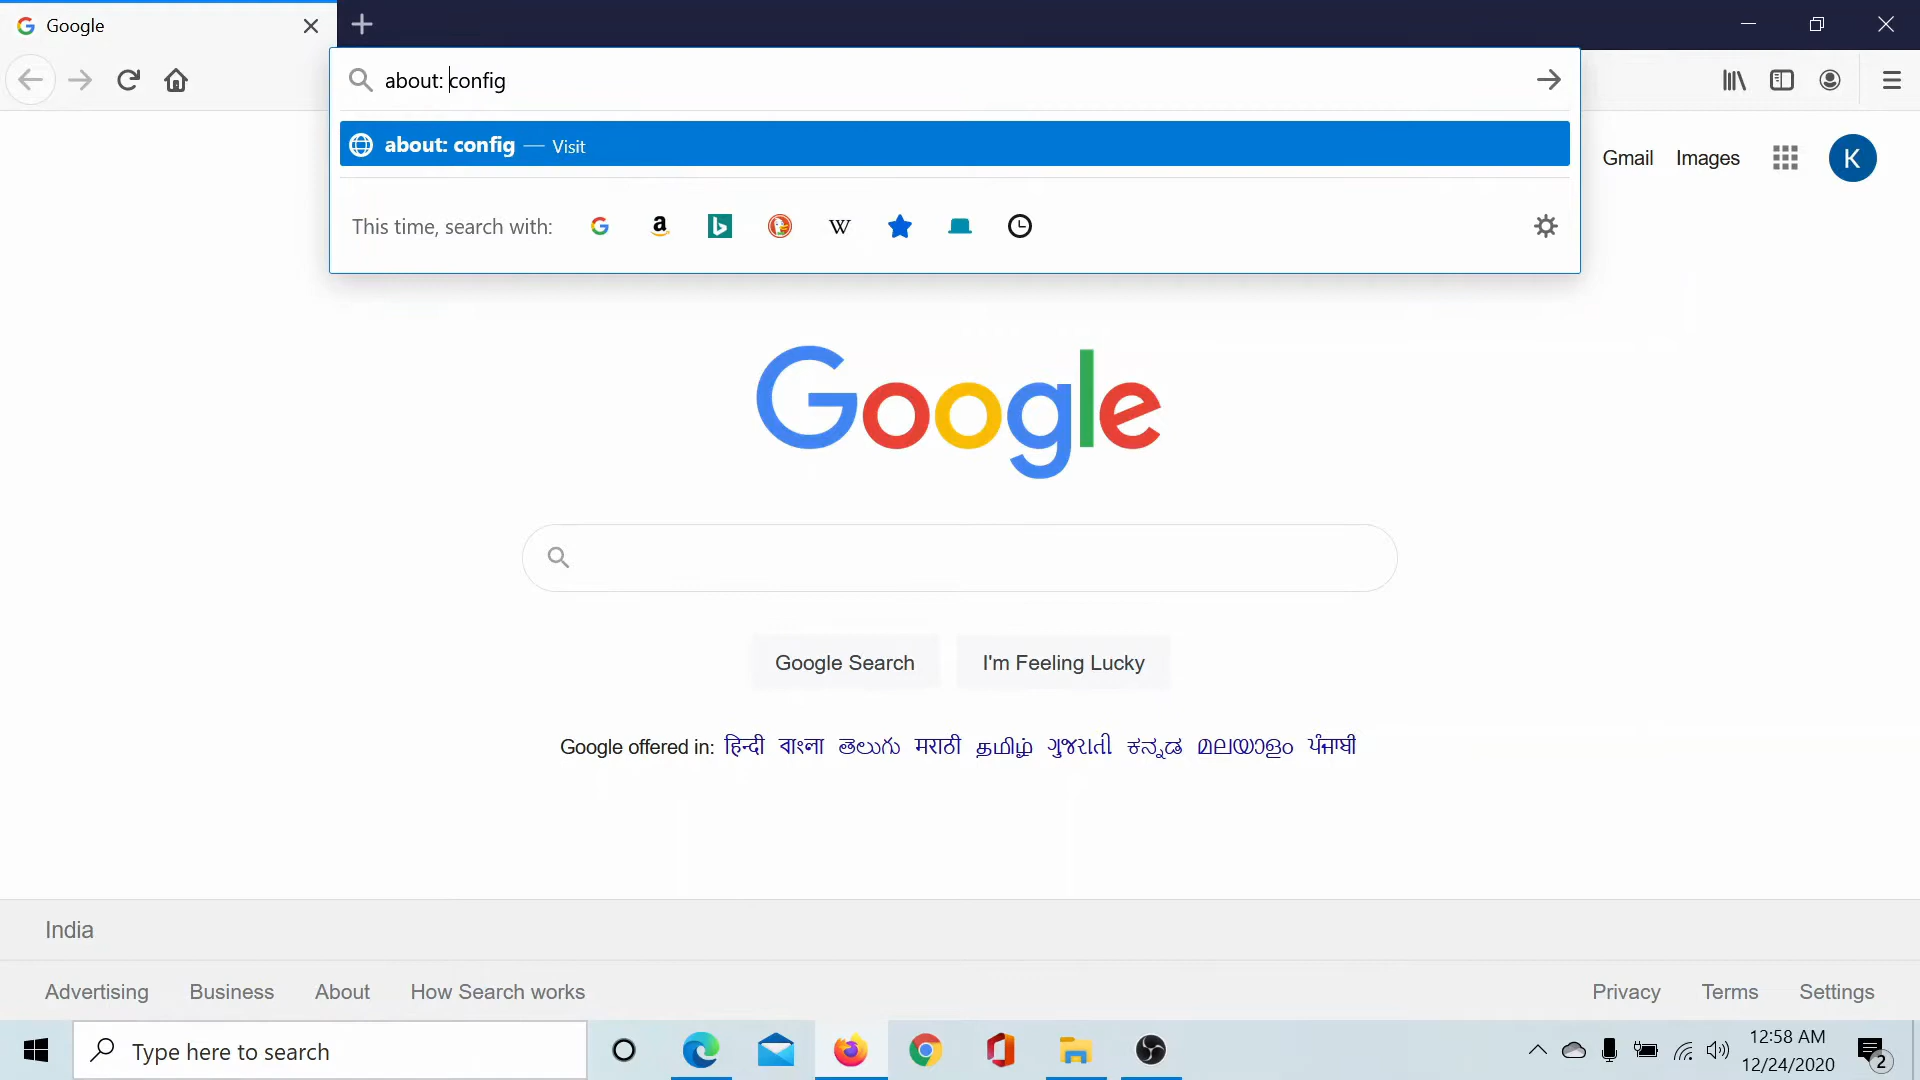 Google
about: config
about: config — Visit
This time, search with:
Gmail Images K
Google
Google Search I'm Feeling Lucky
Google offered in: हिन्दी বাংলা తెలుగు मराठी தமிழ் ગુજરાતી ಕನ್ನಡ മലയാളം ਪੰਜਾਬੀ
India
Advertising Business About How Search works Privacy Terms Settings
Type here to search
12:58 AM
12/24/2020
2